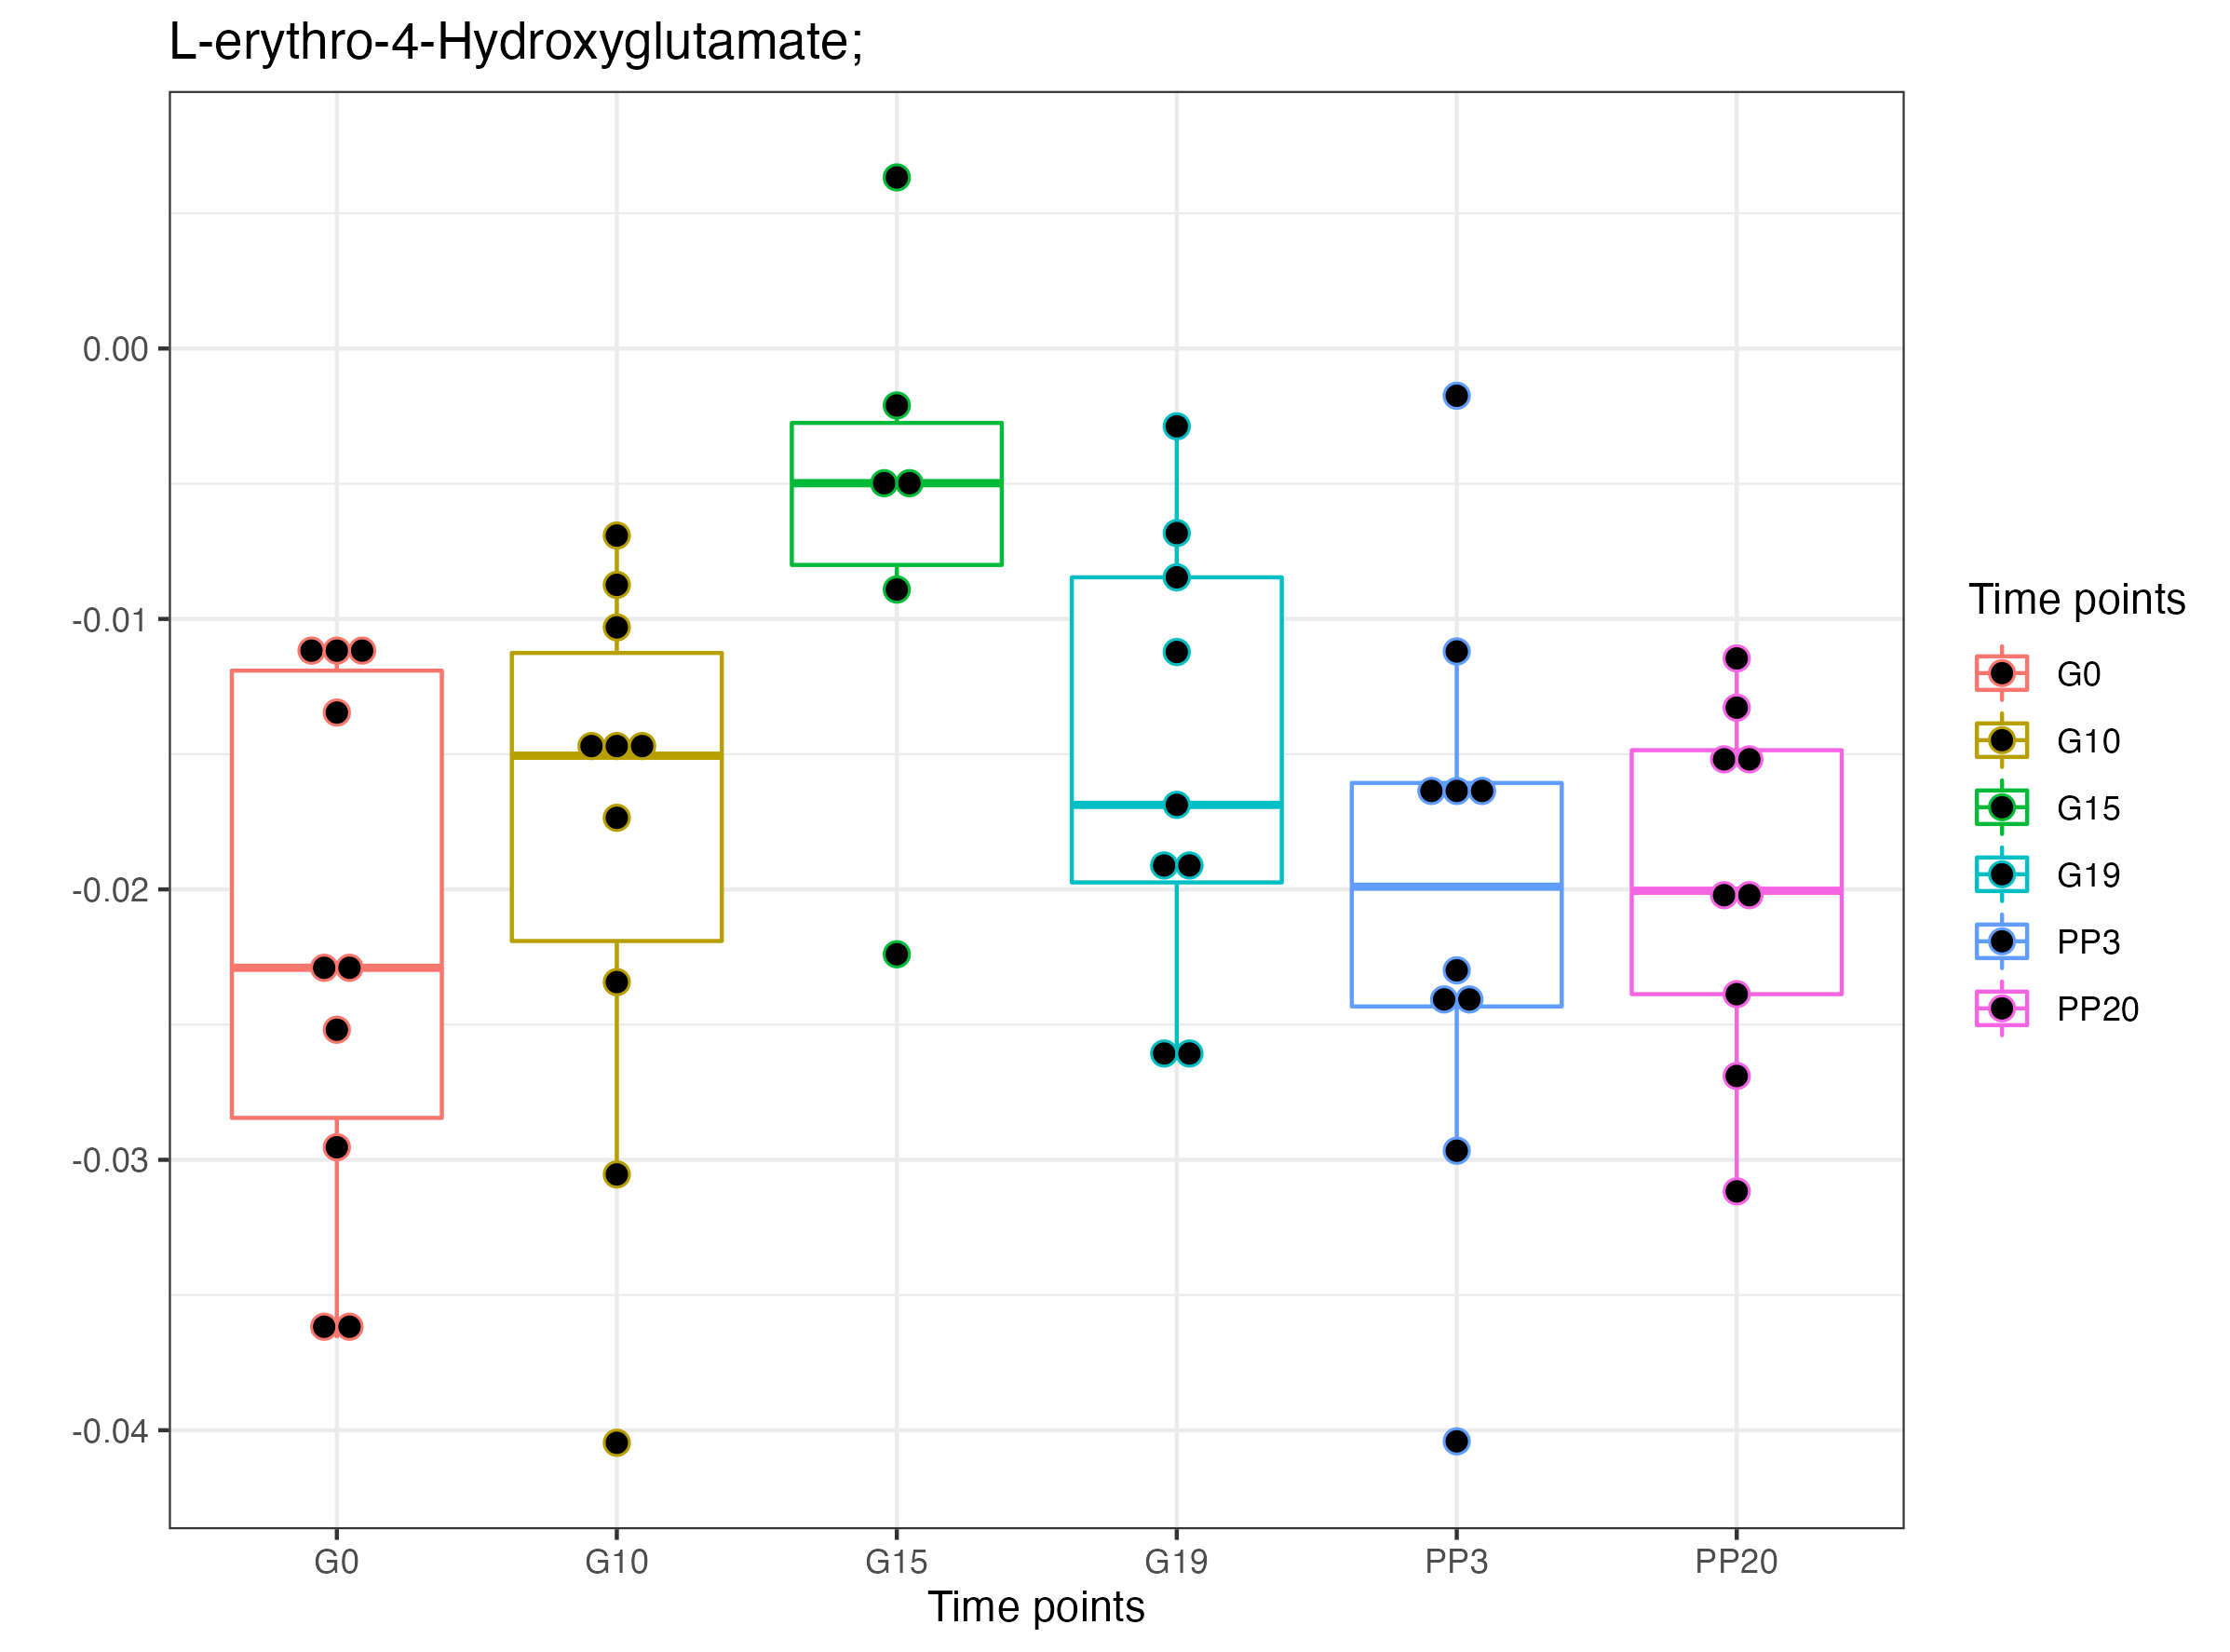 L-erythro-4-Hydroxyglutamate;
0.00
-0.01
-0.02
-0.03
-0.04
G0 G10 G15 G19 PP3 PP20
Time points
Time points
G0
G10
G15
G19
PP3
PP20